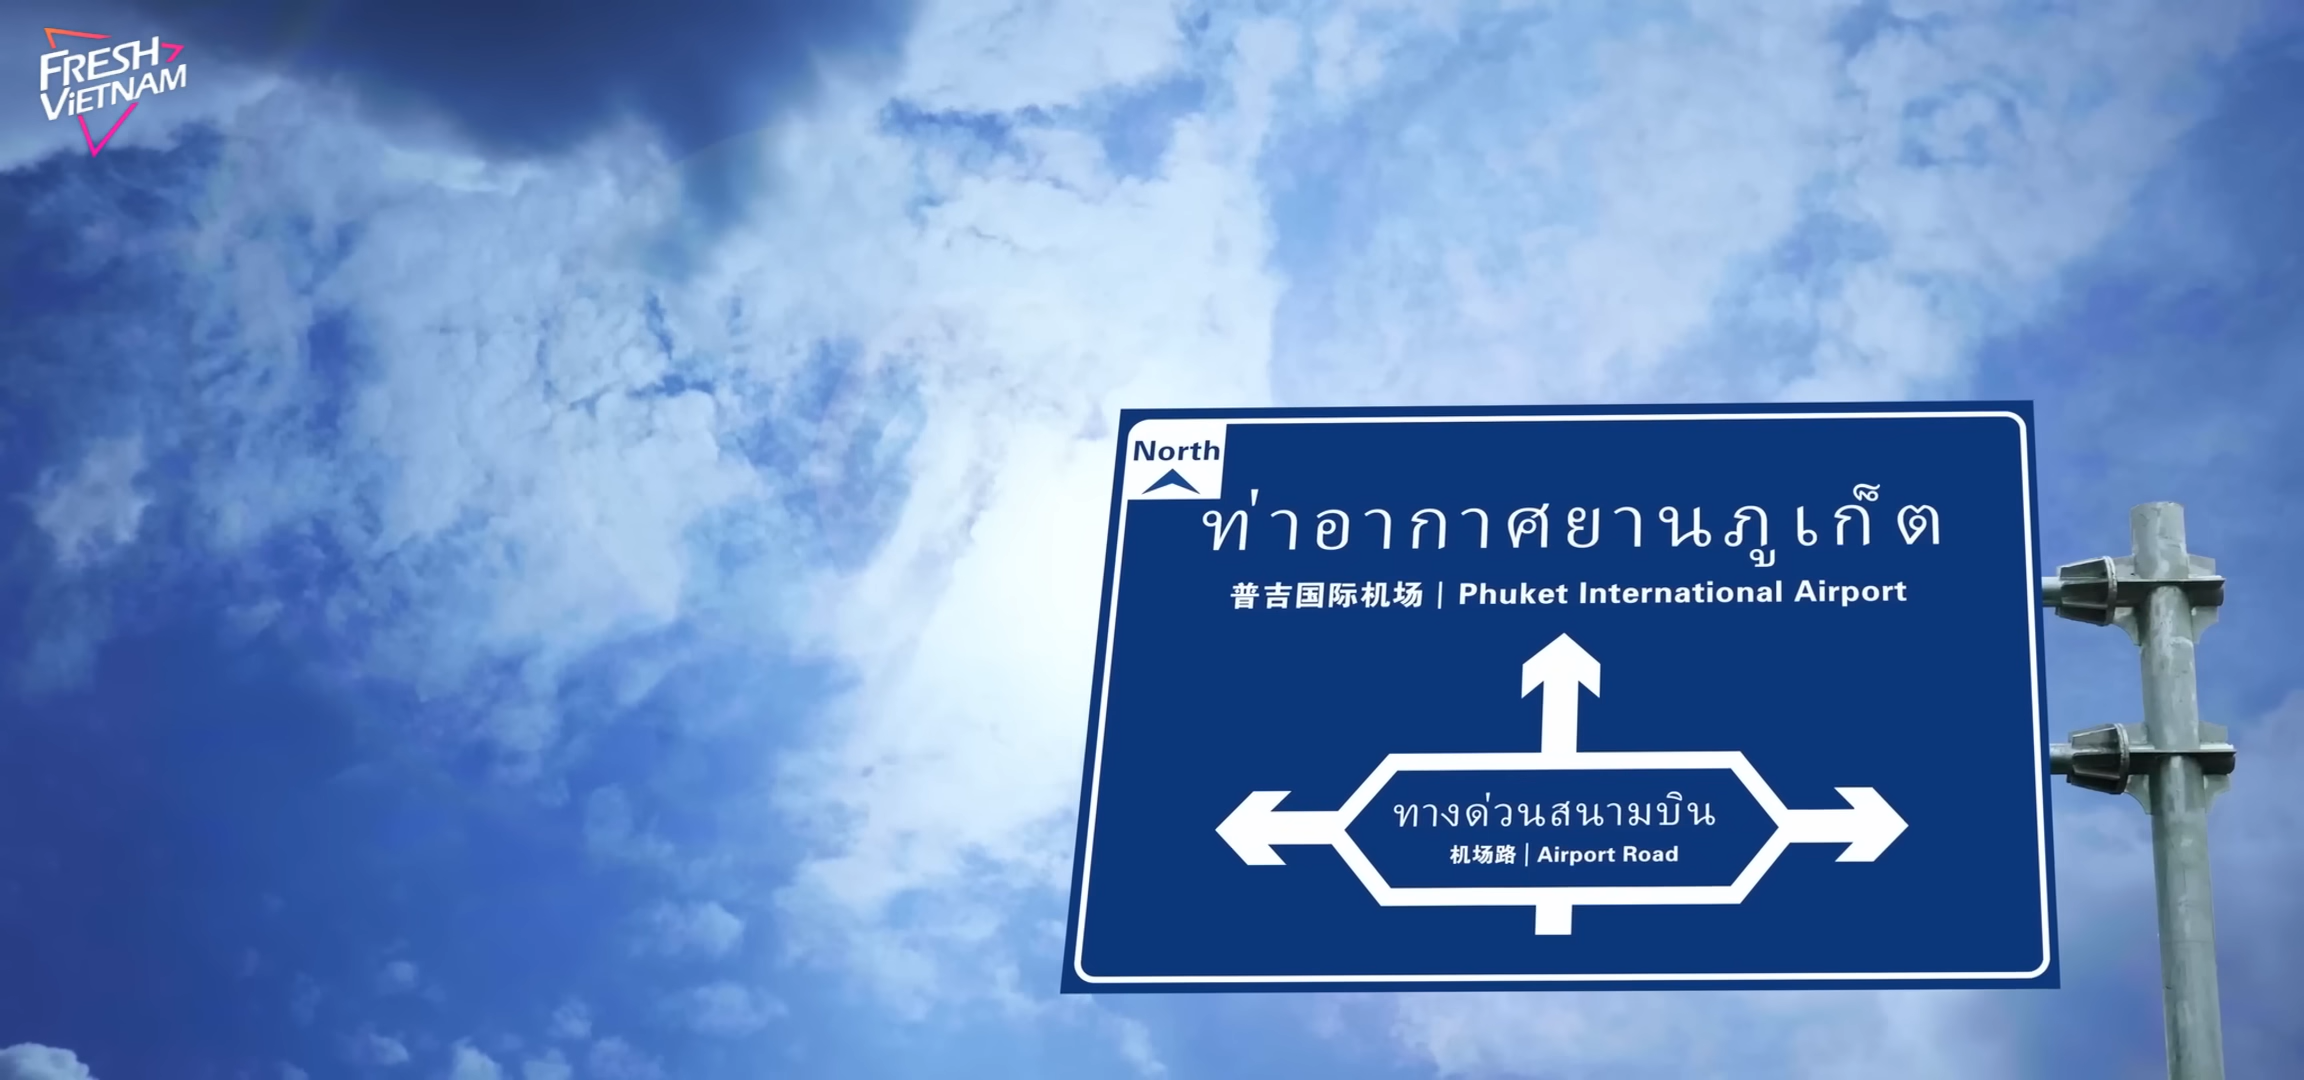 FRESH
ViETNAM
North
ท่าอากาศยานภูเก็ต
普吉国际机场 | Phuket International Airport
ทางด่วนสนามบิน
机场路 | Airport Road